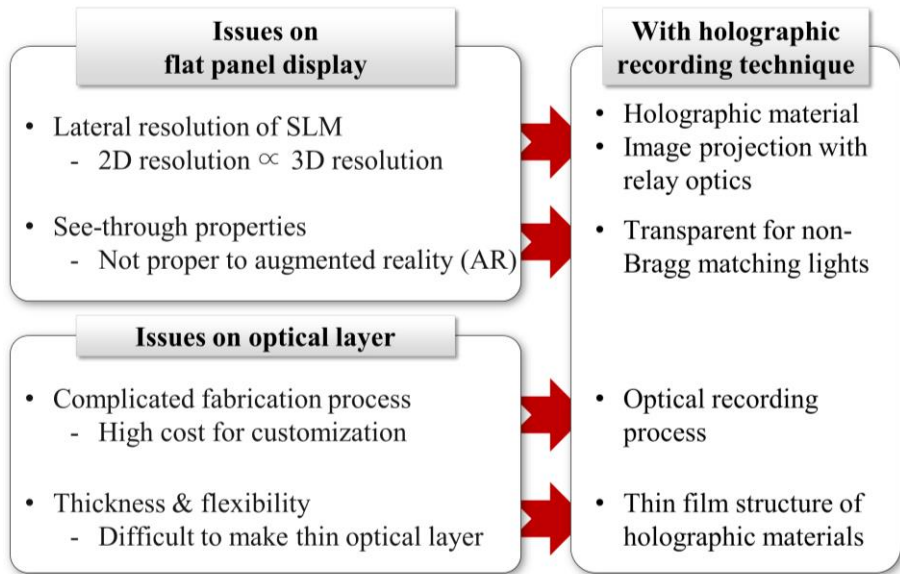 Issues on
flat panel display
• Lateral resolution of SLM
- 2D resolution ∝ 3D resolution
• See-through properties
- Not proper to augmented reality (AR)
Issues on optical layer
• Complicated fabrication process
- High cost for customization
• Thickness & flexibility
- Difficult to make thin optical layer
With holographic
recording technique
• Holographic material
• Image projection with
relay optics
• Transparent for non-
Bragg matching lights
• Optical recording
process
• Thin film structure of
holographic materials